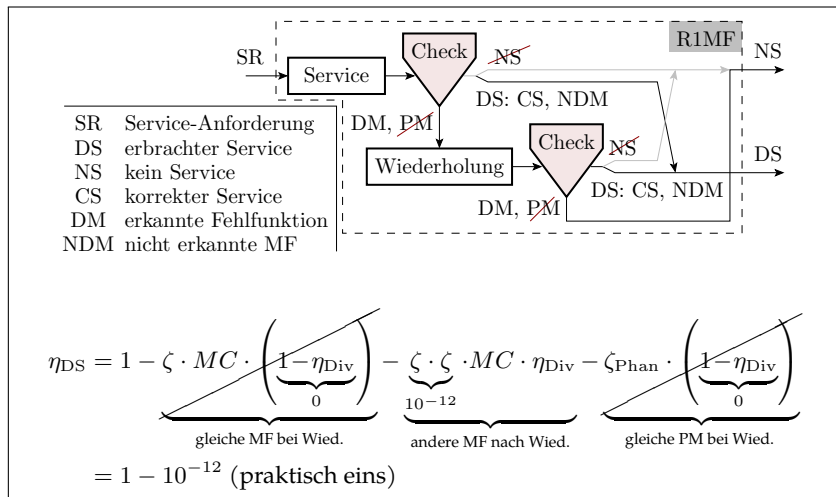 R1MF
SR
Service
Check
NS
NS
DS: CS, NDM
DM, PM
Wiederholung
Check
NS
DS
DS: CS, NDM
DM, PM
SR Service-Anforderung
DS erbrachter Service
NS kein Service
CS korrekter Service
DM erkannte Fehlfunktion
NDM nicht erkannte MF
η_DS = 1 − ζ · MC · (1−η_Div) − ζ · ζ · MC · η_Div − ζ_Phan · (1−η_Div)
0 10^−12 0
gleiche MF bei Wied. andere MF nach Wied. gleiche PM bei Wied.
= 1 − 10^−12 (praktisch eins)